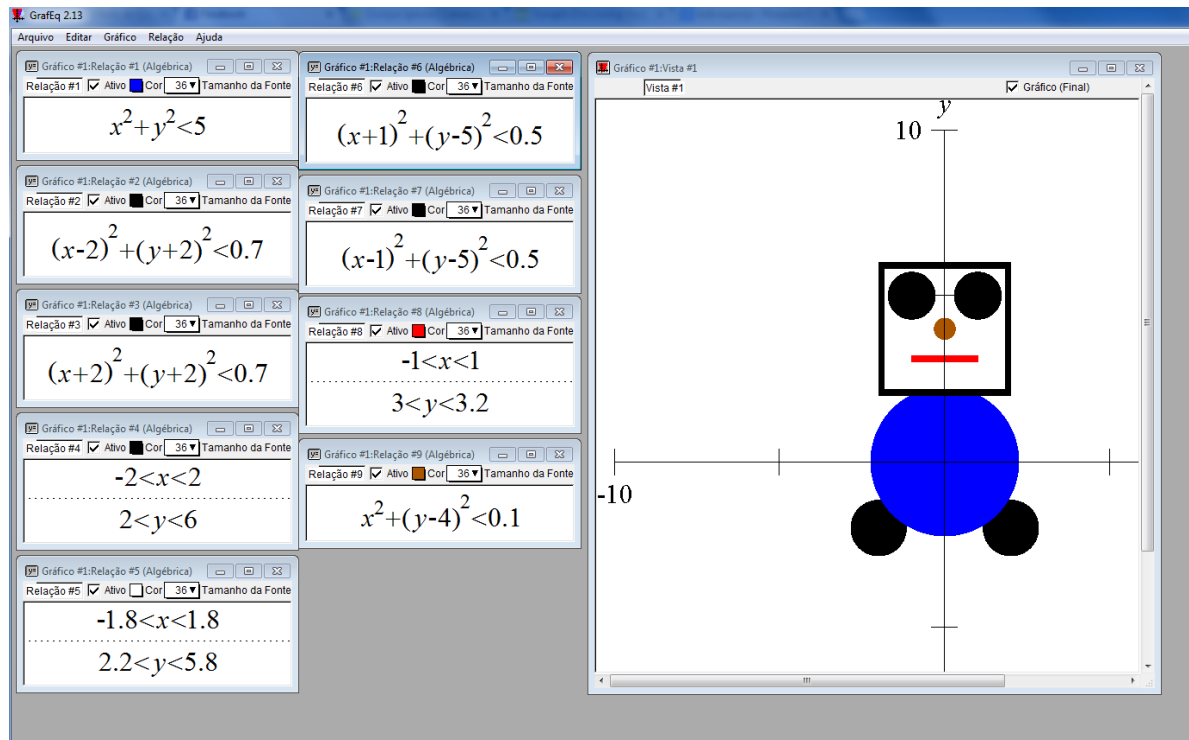 GrafEq 2.13
Arquivo Editar Gráfico Relação Ajuda
Gráfico #1:Relação #1 (Algébrica)
Relação #1 Ativo Cor 36 Tamanho da Fonte
x²+y²<5
Gráfico #1:Relação #2 (Algébrica)
Relação #2 Ativo Cor 36 Tamanho da Fonte
(x-2)²+(y+2)²<0.7
Gráfico #1:Relação #3 (Algébrica)
Relação #3 Ativo Cor 36 Tamanho da Fonte
(x+2)²+(y+2)²<0.7
Gráfico #1:Relação #4 (Algébrica)
Relação #4 Ativo Cor 36 Tamanho da Fonte
-2<x<2
2<y<6
Gráfico #1:Relação #5 (Algébrica)
Relação #5 Ativo Cor 36 Tamanho da Fonte
-1.8<x<1.8
2.2<y<5.8
Gráfico #1:Relação #6 (Algébrica)
Relação #6 Ativo Cor 36 Tamanho da Fonte
(x+1)²+(y-5)²<0.5
Gráfico #1:Relação #7 (Algébrica)
Relação #7 Ativo Cor 36 Tamanho da Fonte
(x-1)²+(y-5)²<0.5
Gráfico #1:Relação #8 (Algébrica)
Relação #8 Ativo Cor 36 Tamanho da Fonte
-1<x<1
3<y<3.2
Gráfico #1:Relação #9 (Algébrica)
Relação #9 Ativo Cor 36 Tamanho da Fonte
x²+(y-4)²<0.1
Gráfico #1:Vista #1
Vista #1 Gráfico (Final)
y
10
-10